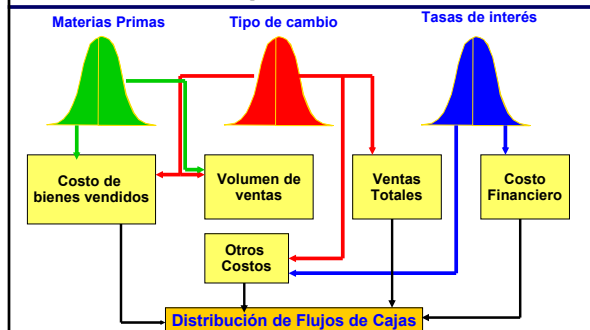 Materias Primas
Tipo de cambio
Tasas de interés
Costo de
bienes vendidos
Volumen de
ventas
Ventas
Totales
Costo
Financiero
Otros
Costos
Distribución de Flujos de Cajas